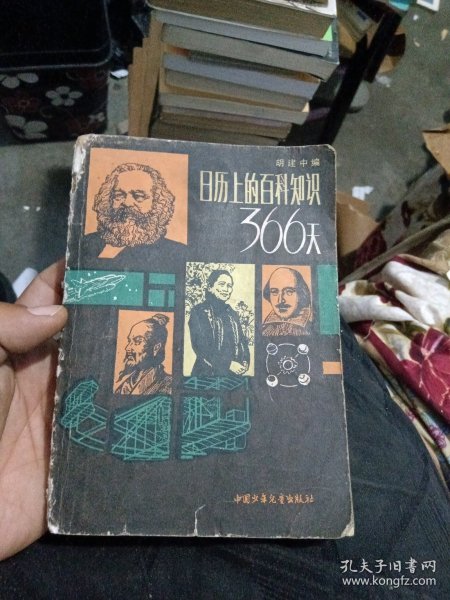 胡建中编
日历上的百科知识
366天
中国少年儿童出版社
孔夫子旧书网
www.kongfz.com